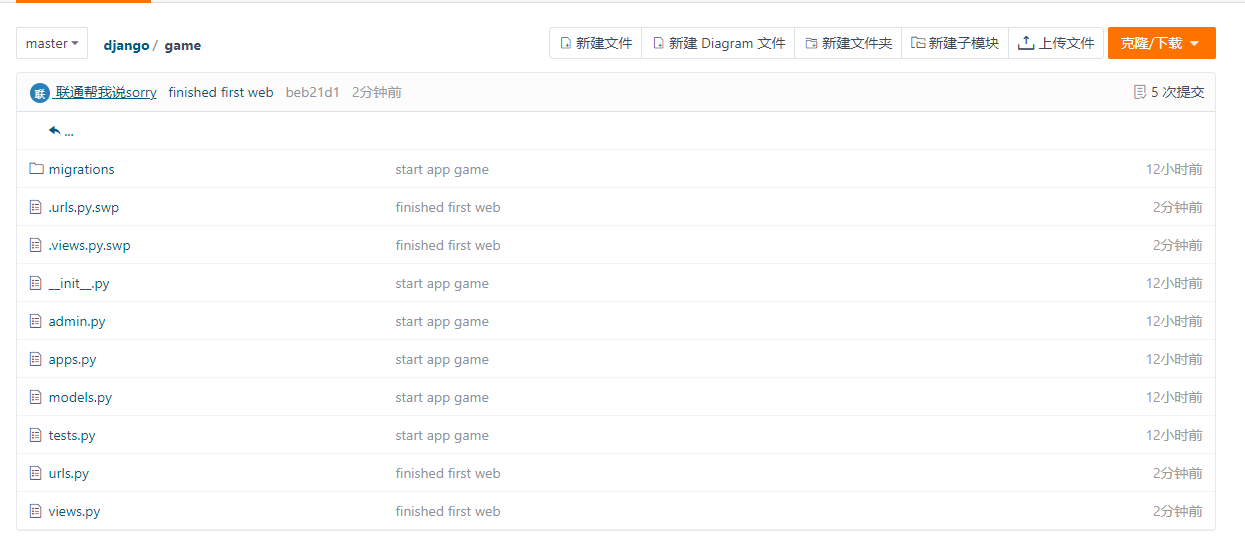 master django / game 新建文件 新建 Diagram 文件 新建文件夹 新建子模块 上传文件 克隆/下载
联 联通帮我说sorry finished first web beb21d1 2分钟前 5 次提交
...
migrations start app game 12小时前
.urls.py.swp finished first web 2分钟前
.views.py.swp finished first web 2分钟前
__init__.py start app game 12小时前
admin.py start app game 12小时前
apps.py start app game 12小时前
models.py start app game 12小时前
tests.py start app game 12小时前
urls.py finished first web 2分钟前
views.py finished first web 2分钟前